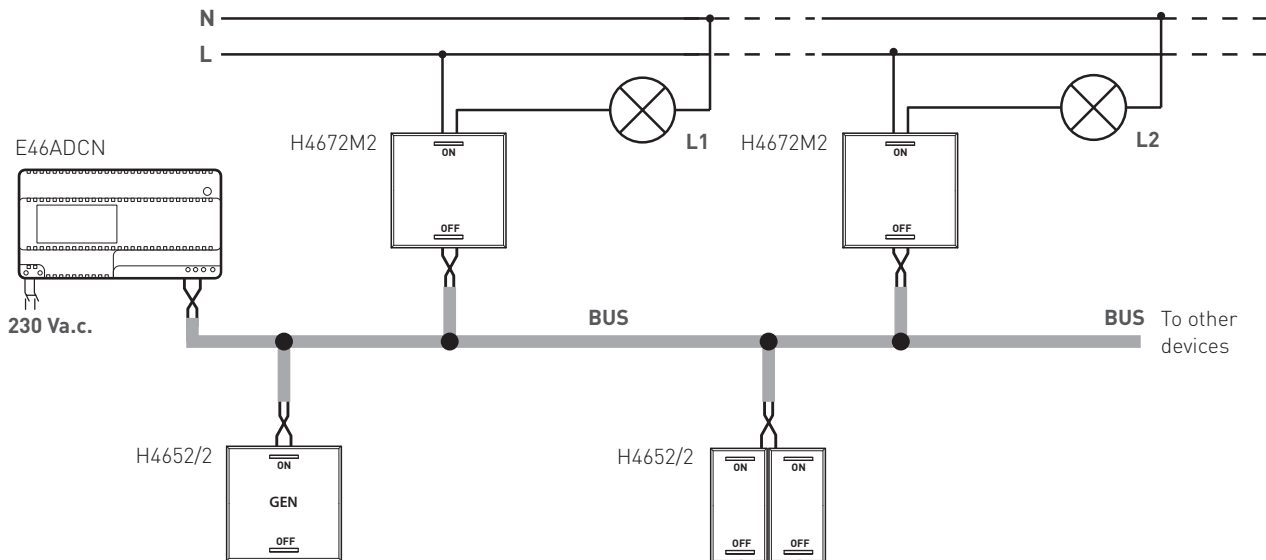 N
L
E46ADCN
H4672M2
ON
OFF
L1
H4672M2
ON
OFF
L2
230 Va.c.
BUS
BUS
To other
devices
H4652/2
ON
GEN
OFF
H4652/2
ON
OFF
ON
OFF